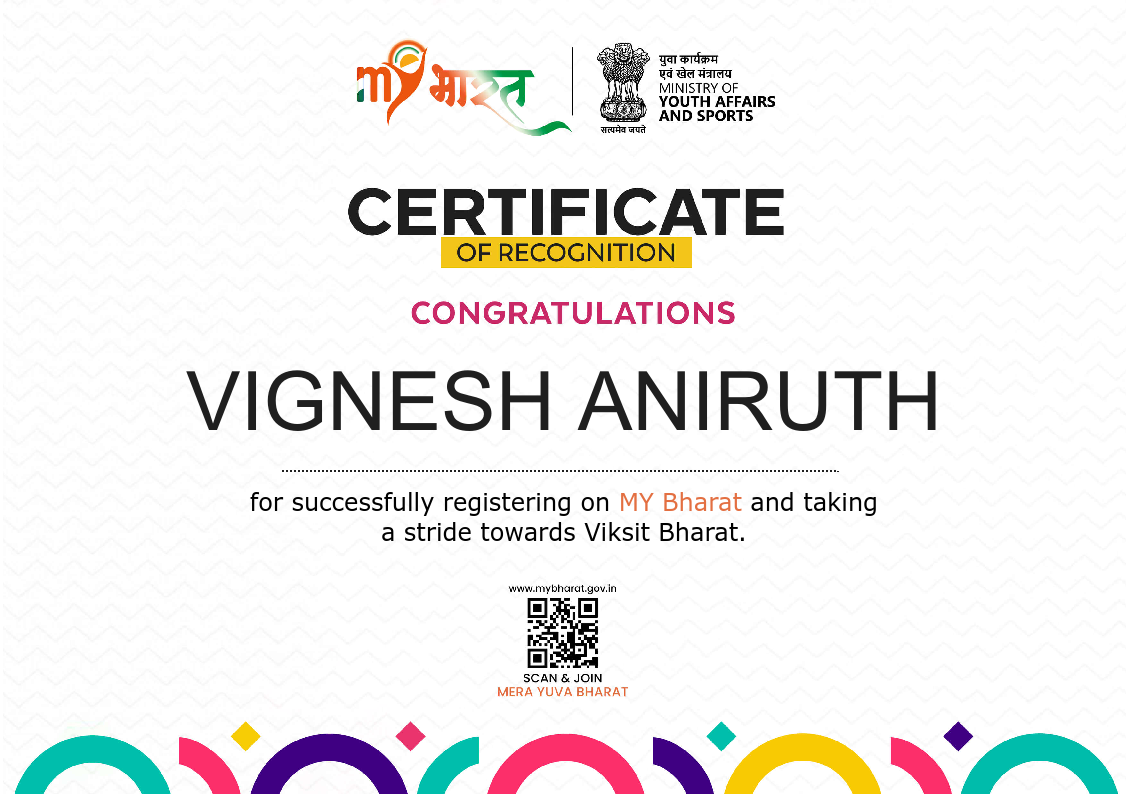 my भारत
युवा कार्यक्रम
एवं खेल मंत्रालय
MINISTRY OF
YOUTH AFFAIRS
AND SPORTS
सत्यमेव जयते
CERTIFICATE
OF RECOGNITION
CONGRATULATIONS
VIGNESH ANIRUTH
for successfully registering on MY Bharat and taking
a stride towards Viksit Bharat.
www.mybharat.gov.in
SCAN & JOIN
MERA YUVA BHARAT